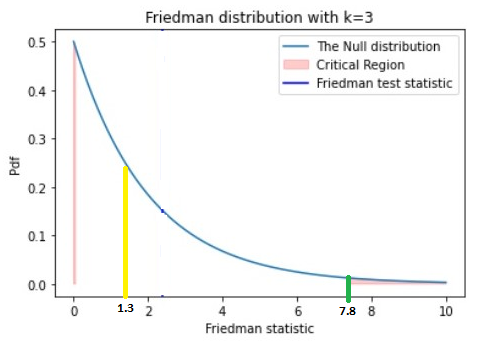 Friedman distribution with k=3
The Null distribution
Critical Region
Friedman test statistic
Pdf
0.5
0.4
0.3
0.2
0.1
0.0
0 2 4 6 8 10
1.3 7.8
Friedman statistic